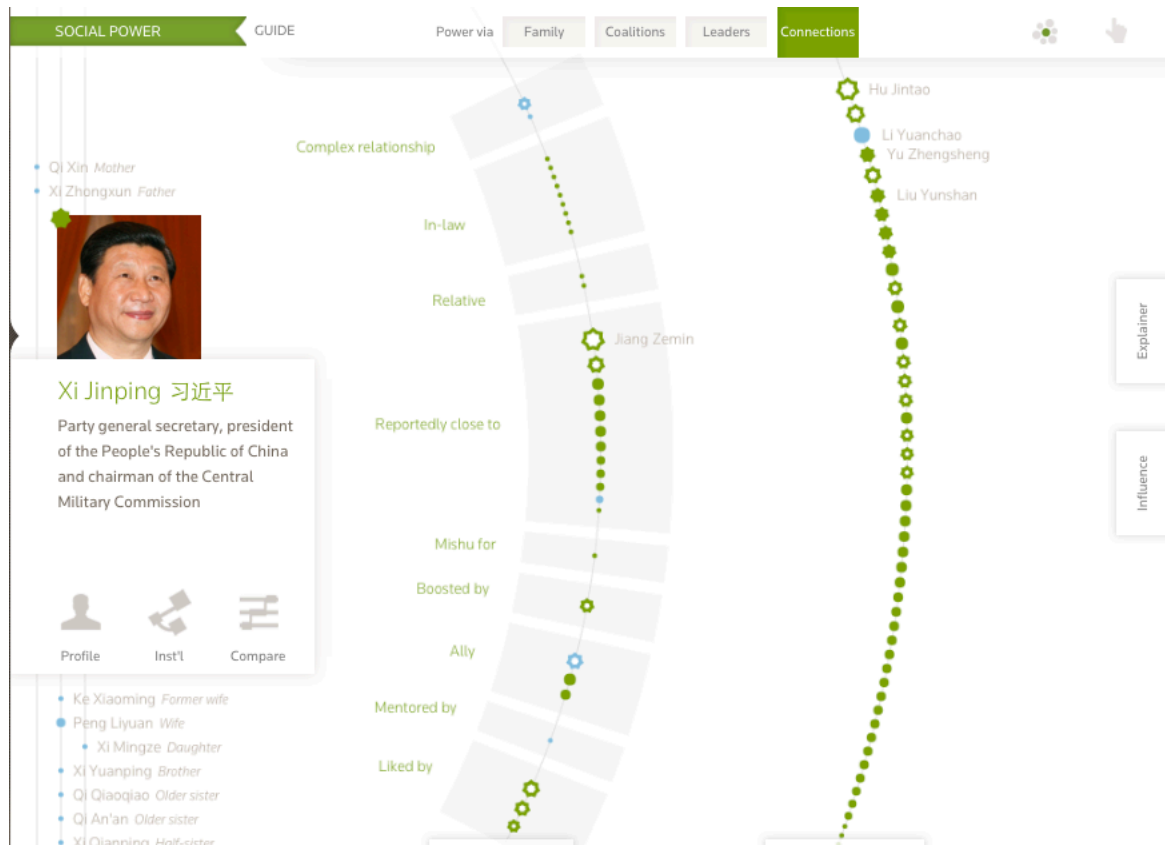 SOCIAL POWER
GUIDE
Power via
Family
Coalitions
Leaders
Connections
Qi Xin Mother
Xi Zhongxun Father
Xi Jinping 习近平
Party general secretary, president
of the People's Republic of China
and chairman of the Central
Military Commission
Profile
Inst'l
Compare
Ke Xiaoming Former wife
Peng Liyuan Wife
Xi Mingze Daughter
Xi Yuanping Brother
Qi Qiaoqiao Older sister
Qi An'an Older sister
Xi Qianping Half-sister
Complex relationship
In-law
Relative
Reportedly close to
Mishu for
Boosted by
Ally
Mentored by
Liked by
Jiang Zemin
Hu Jintao
Li Yuanchao
Yu Zhengsheng
Liu Yunshan
Explainer
Influence